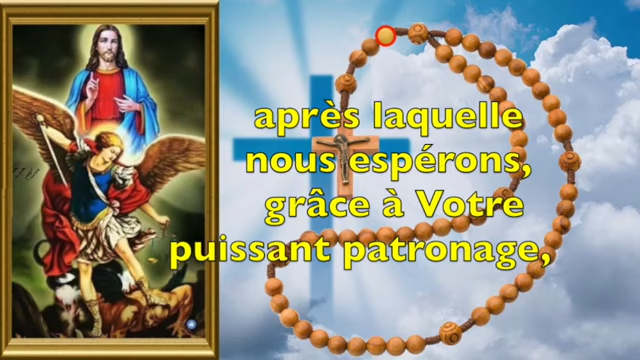 après laquelle
nous espérons,
grâce à Votre
puissant patronage,